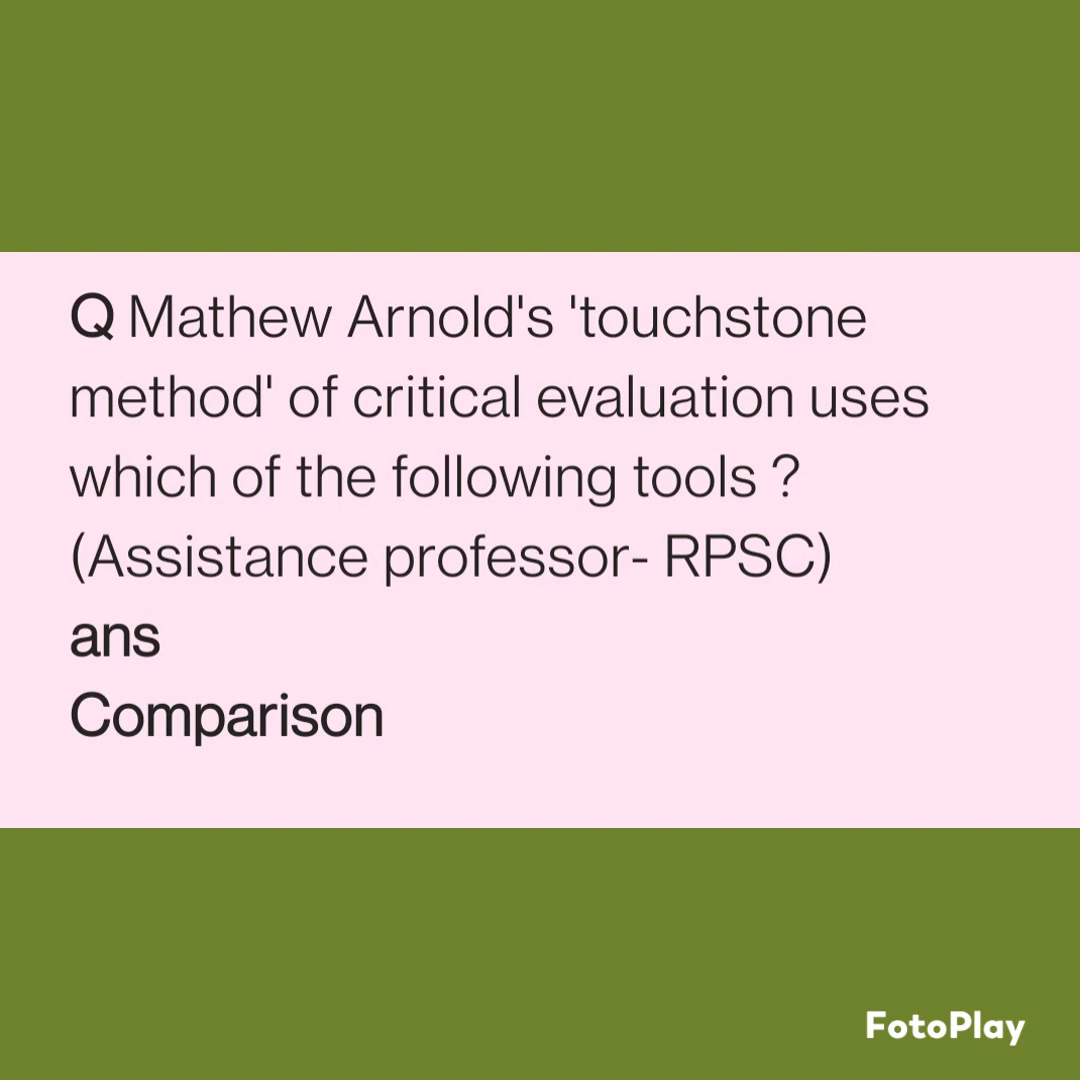 Q Mathew Arnold's 'touchstone
method' of critical evaluation uses
which of the following tools ?
(Assistance professor- RPSC)
ans
Comparison
FotoPlay